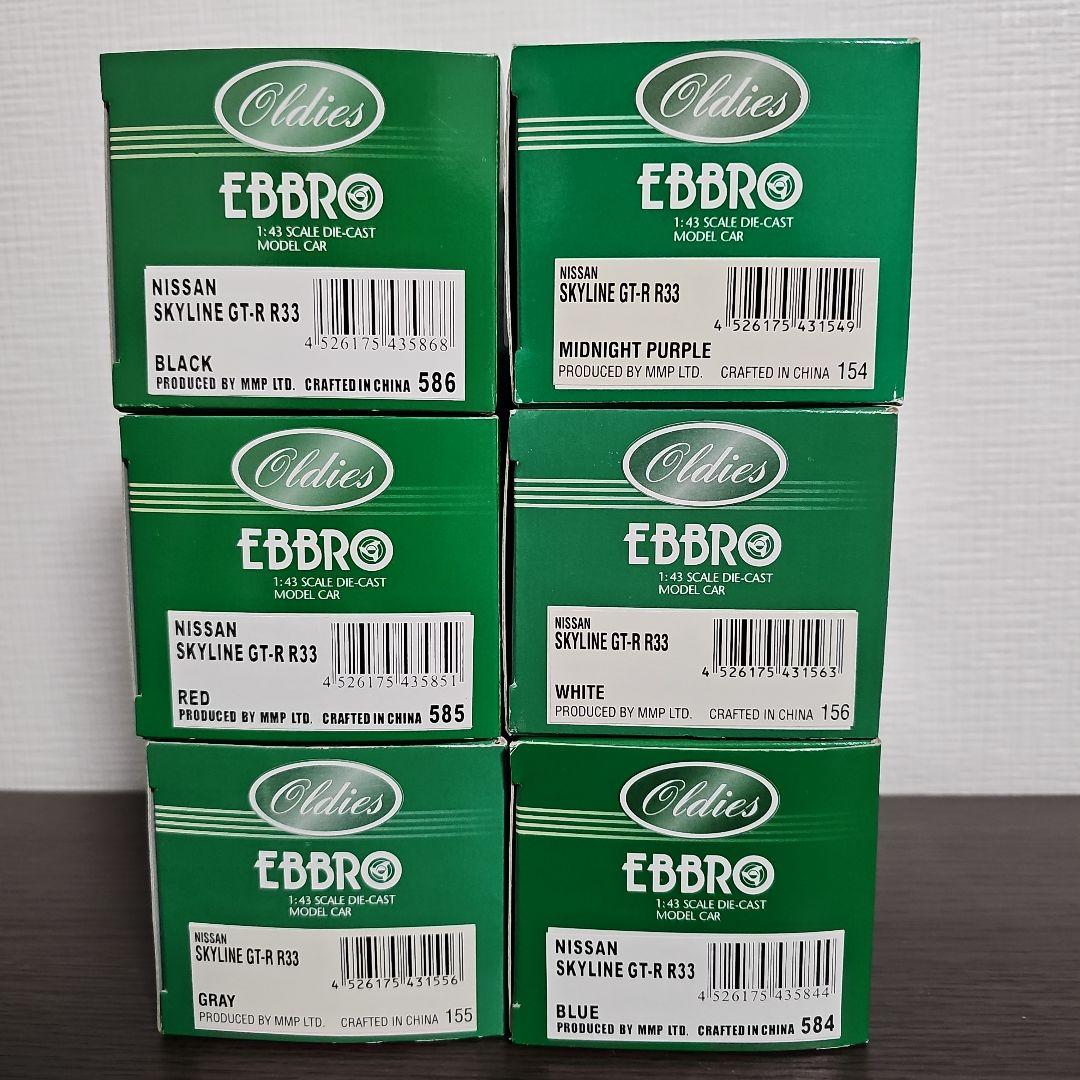 Oldies
EBBRO
1:43 SCALE DIE-CAST
MODEL CAR
NISSAN
SKYLINE GT-R R33
4 526175 435868
BLACK
PRODUCED BY MMP LTD. CRAFTED IN CHINA 586
Oldies
EBBRO
1:43 SCALE DIE-CAST
MODEL CAR
NISSAN
SKYLINE GT-R R33
4 526175 431549
MIDNIGHT PURPLE
PRODUCED BY MMP LTD. CRAFTED IN CHINA 154
Oldies
EBBRO
1:43 SCALE DIE-CAST
MODEL CAR
NISSAN
SKYLINE GT-R R33
4 526175 435851
RED
PRODUCED BY MMP LTD. CRAFTED IN CHINA 585
Oldies
EBBRO
1:43 SCALE DIE-CAST
MODEL CAR
NISSAN
SKYLINE GT-R R33
4 526175 431563
WHITE
PRODUCED BY MMP LTD. CRAFTED IN CHINA 156
Oldies
EBBRO
1:43 SCALE DIE-CAST
MODEL CAR
NISSAN
SKYLINE GT-R R33
4 526175 431556
GRAY
PRODUCED BY MMP LTD. CRAFTED IN CHINA 155
Oldies
EBBRO
1:43 SCALE DIE-CAST
MODEL CAR
NISSAN
SKYLINE GT-R R33
4 526175 435844
BLUE
PRODUCED BY MMP LTD. CRAFTED IN CHINA 584